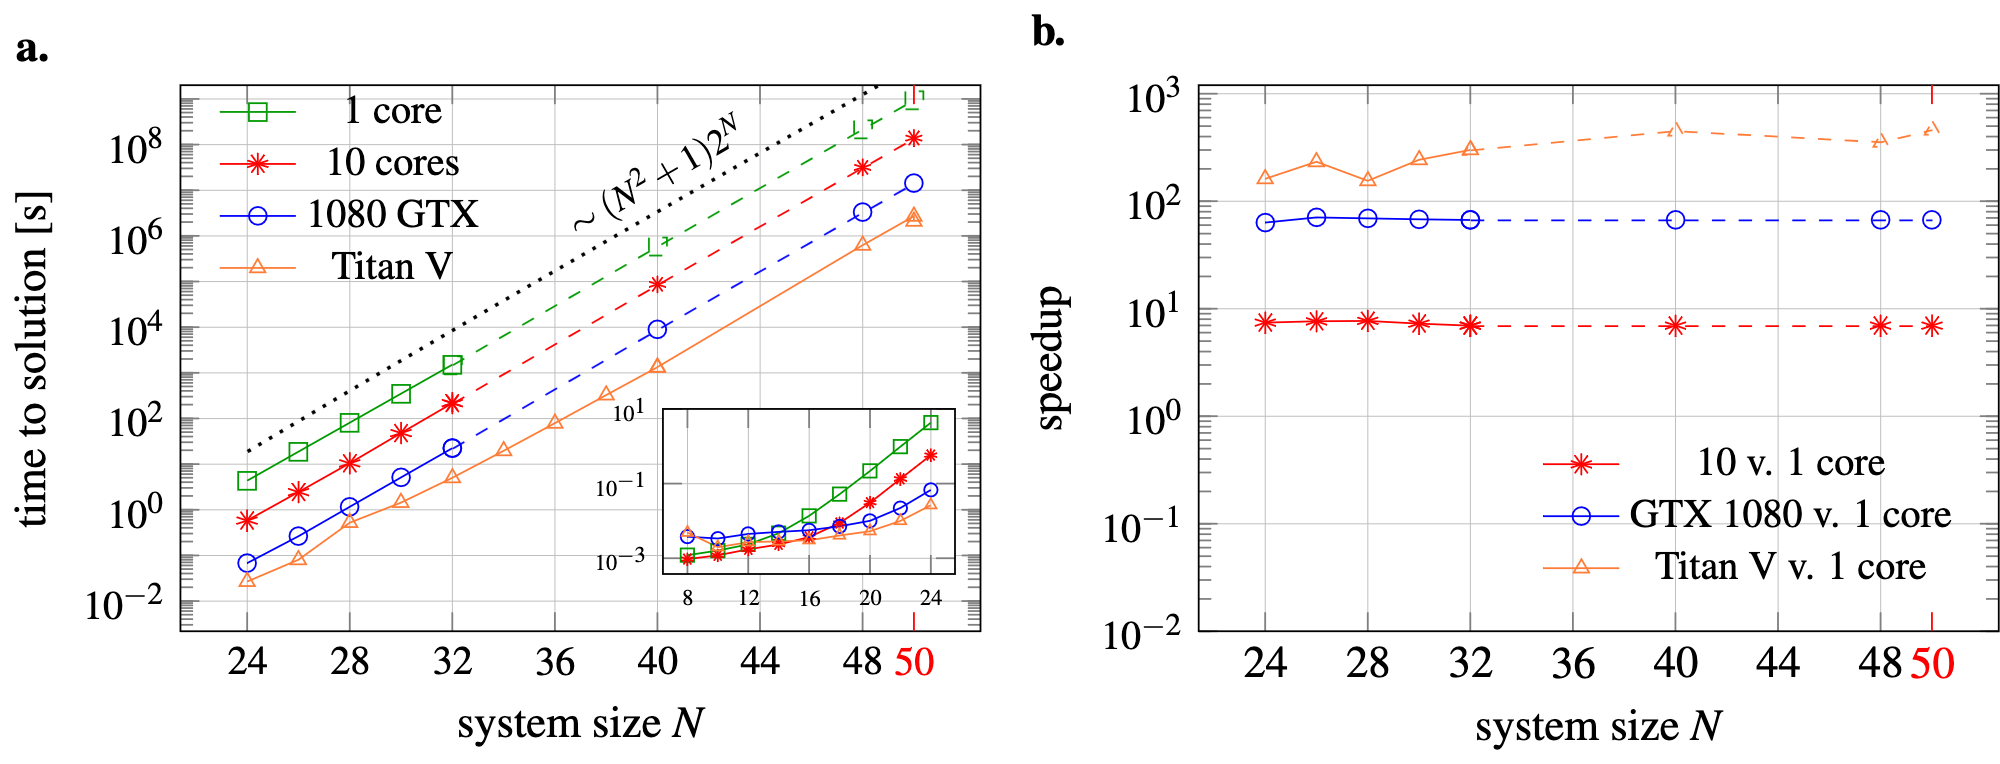 a.
time to solution [s]
10^8
10^6
10^4
10^2
10^0
10^−2
1 core
10 cores
1080 GTX
Titan V
∼ (N^2 + 1)2^N
10^1
10^−1
10^−3
8 12 16 20 24
24 28 32 36 40 44 48 50
system size N
b.
speedup
10^3
10^2
10^1
10^0
10^−1
10^−2
10 v. 1 core
GTX 1080 v. 1 core
Titan V v. 1 core
24 28 32 36 40 44 48 50
system size N